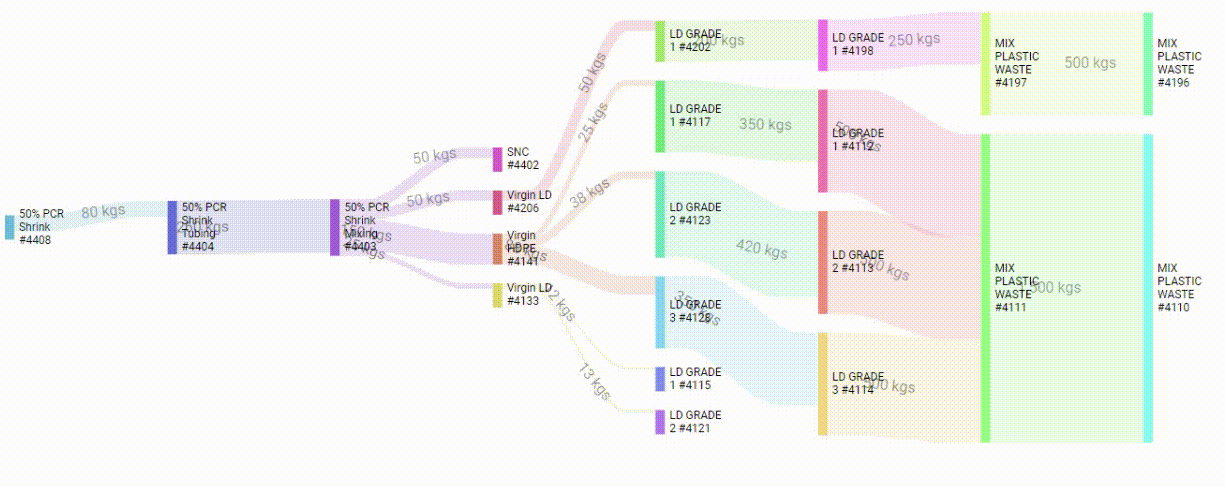 50% PCR
Shrink
#4408
80 kgs
50% PCR
Shrink
Tubing
#4404
kgs
50% PCR
Shrink
Mixing
#4403
kgs
kgs
50 kgs
SNC
#4402
50 kgs
Virgin LD
#4206
Virgin
HDPE
#4141
kgs
Virgin LD
#4133
50 kgs
25 kgs
38 kgs
2 kgs
13 kgs
LD GRADE
1 #4202
200 kgs
LD GRADE
1 #4117
350 kgs
LD GRADE
2 #4123
420 kgs
LD GRADE
3 #4128
350 kgs
LD GRADE
1 #4115
LD GRADE
2 #4121
LD GRADE
1 #4198
250 kgs
LD GRADE
1 #4112
500 kgs
LD GRADE
2 #4113
500 kgs
LD GRADE
3 #4114
500 kgs
MIX
PLASTIC
WASTE
#4197
500 kgs
MIX
PLASTIC
WASTE
#4196
MIX
PLASTIC
WASTE
#4111
MIX
PLASTIC
WASTE
#4110